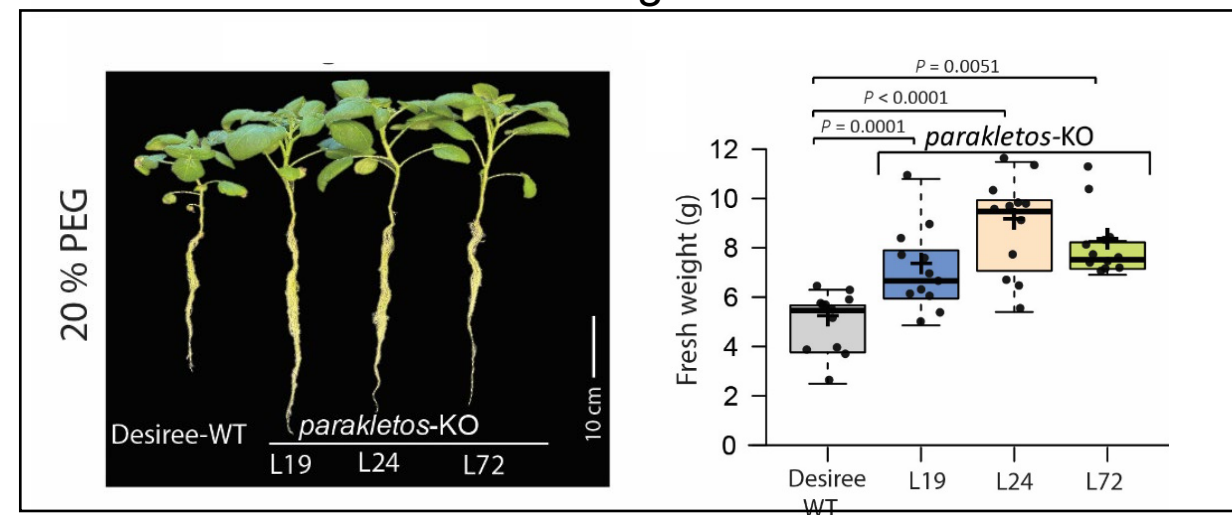 20 % PEG
Desiree-WT
parakletos-KO
L19
L24
L72
10 cm
P = 0.0051
P < 0.0001
P = 0.0001
parakletos-KO
Fresh weight (g)
12
10
8
6
4
2
0
Desiree
WT
L19
L24
L72